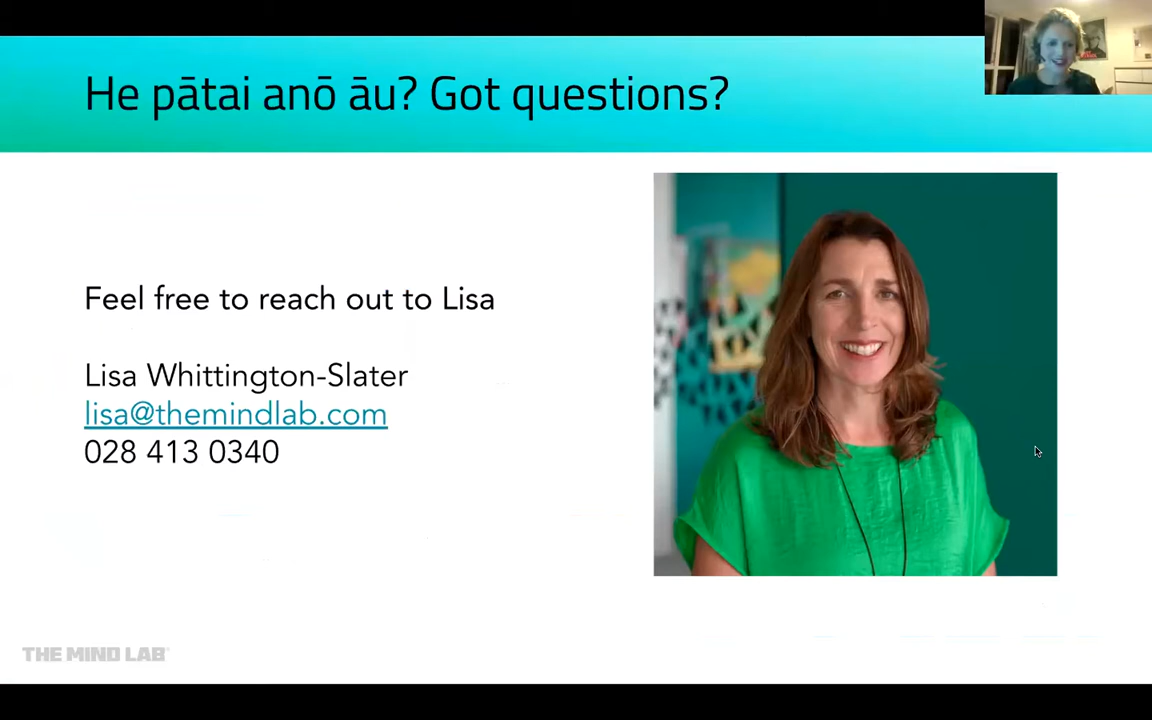 He pātai anō āu? Got questions?
Feel free to reach out to Lisa
Lisa Whittington-Slater
lisa@themindlab.com
028 413 0340
THE MIND LAB